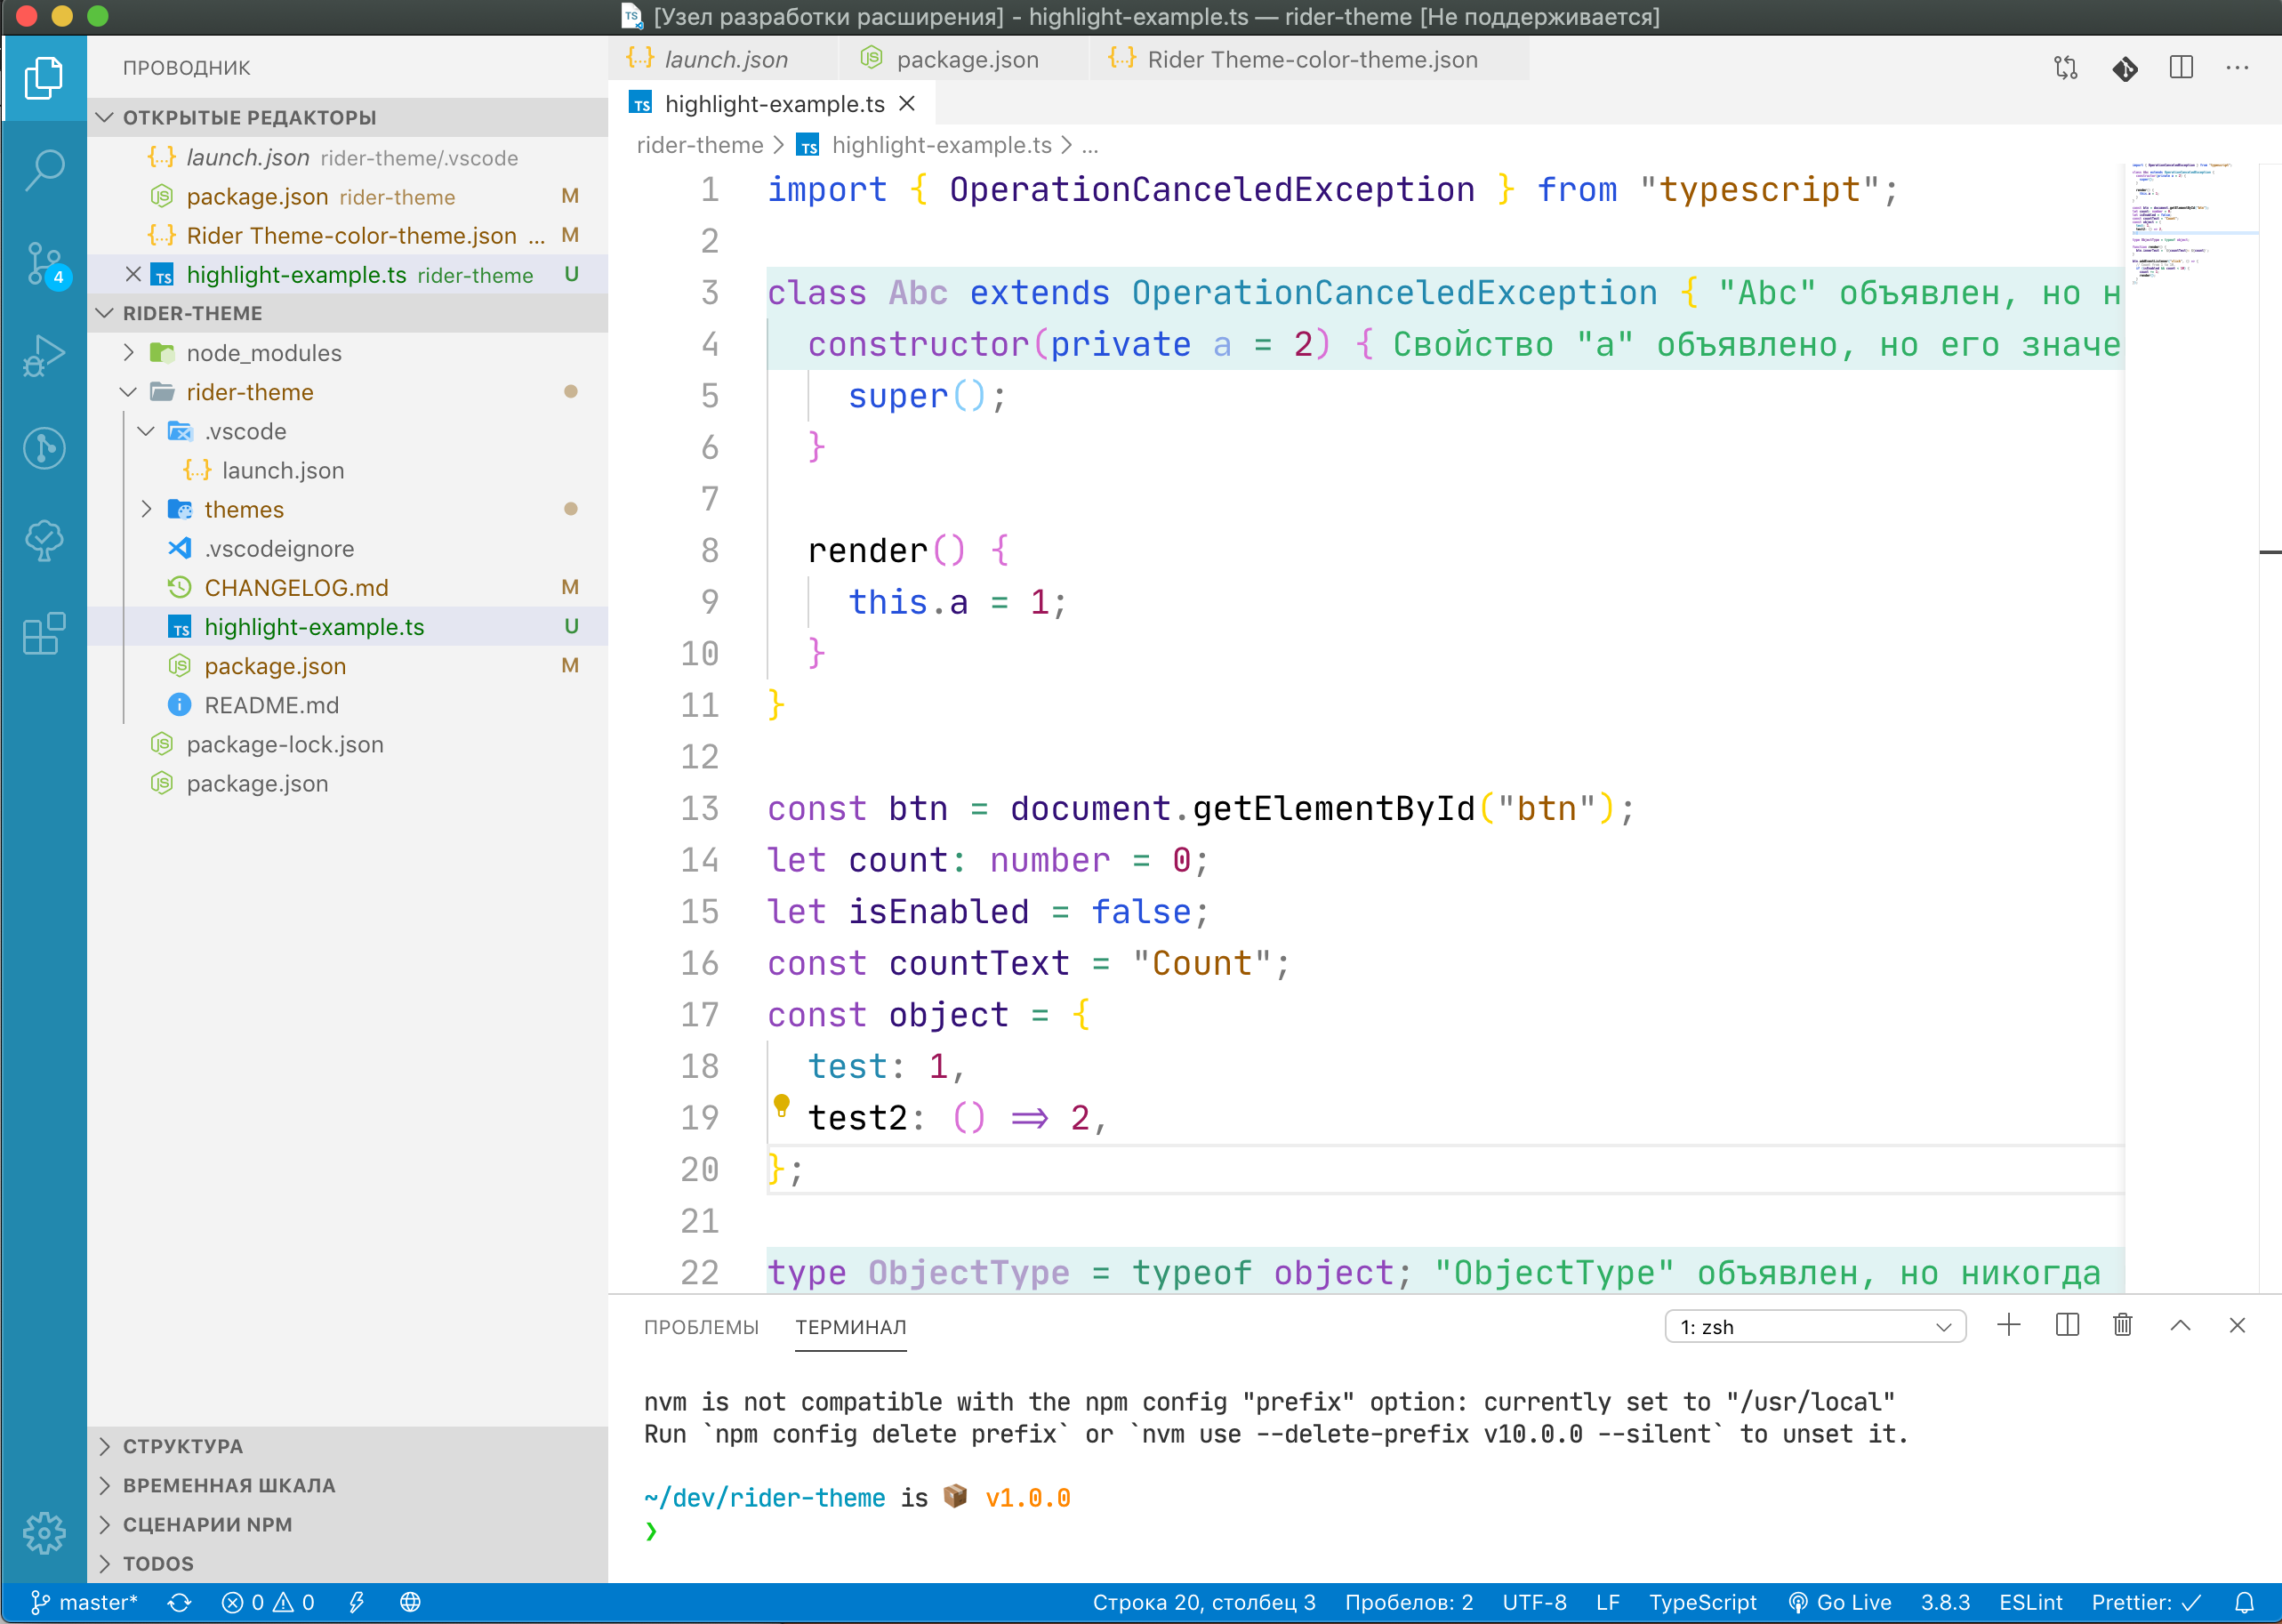 [Узел разработки расширения] - highlight-example.ts — rider-theme [Не поддерживается]
ПРОВОДНИК
ОТКРЫТЫЕ РЕДАКТОРЫ
launch.json rider-theme/.vscode
package.json rider-theme M
Rider Theme-color-theme.json ... M
highlight-example.ts rider-theme U
4
RIDER-THEME
node_modules
rider-theme
.vscode
launch.json
themes
.vscodeignore
CHANGELOG.md M
highlight-example.ts U
package.json M
README.md
package-lock.json
package.json
СТРУКТУРА
ВРЕМЕННАЯ ШКАЛА
СЦЕНАРИИ NPM
TODOS
launch.json package.json Rider Theme-color-theme.json
highlight-example.ts
rider-theme > highlight-example.ts > ...
1 import { OperationCanceledException } from "typescript";
2
3 class Abc extends OperationCanceledException { "Abc" объявлен, но н
4 constructor(private a = 2) { Свойство "a" объявлено, но его значе
5 super();
6 }
7
8 render() {
9 this.a = 1;
10 }
11 }
12
13 const btn = document.getElementById("btn");
14 let count: number = 0;
15 let isEnabled = false;
16 const countText = "Count";
17 const object = {
18 test: 1,
19 test2: () => 2,
20 };
21
22 type ObjectType = typeof object; "ObjectType" объявлен, но никогда
ПРОБЛЕМЫ ТЕРМИНАЛ 1: zsh
nvm is not compatible with the npm config "prefix" option: currently set to "/usr/local"
Run `npm config delete prefix` or `nvm use --delete-prefix v10.0.0 --silent` to unset it.
~/dev/rider-theme is 📦 v1.0.0
❯
master* 0 0 Строка 20, столбец 3 Пробелов: 2 UTF-8 LF TypeScript Go Live 3.8.3 ESLint Prettier: ✓